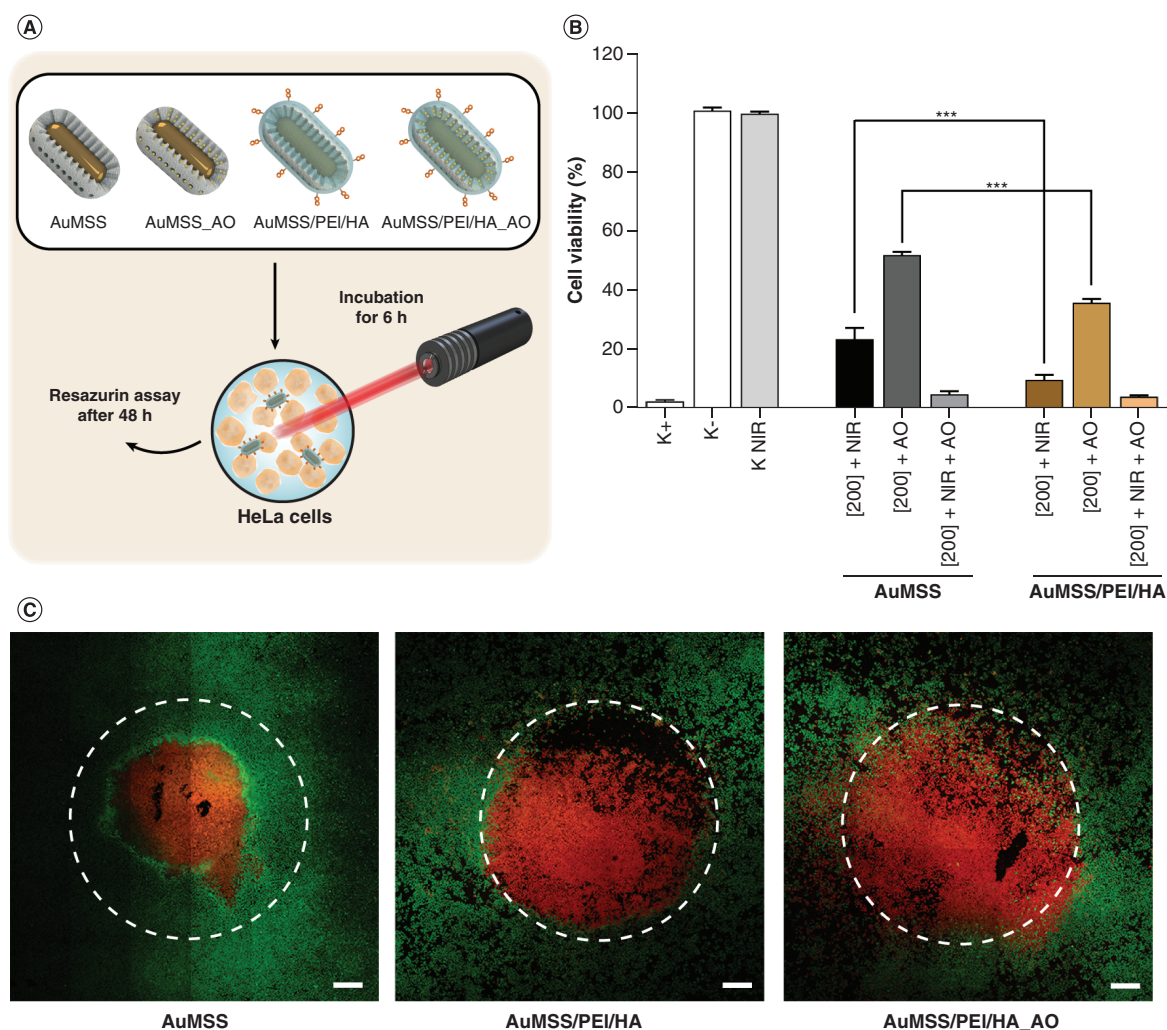 A
AuMSS
AuMSS_AO
AuMSS/PEI/HA
AuMSS/PEI/HA_AO
Incubation
for 6 h
Resazurin assay
after 48 h
HeLa cells
B
Cell viability (%)
120
100
80
60
40
20
0
***
***
K+
K-
K NIR
[200] + NIR
[200] + AO
[200] + NIR + AO
[200] + NIR
[200] + AO
[200] + NIR + AO
AuMSS
AuMSS/PEI/HA
C
AuMSS
AuMSS/PEI/HA
AuMSS/PEI/HA_AO